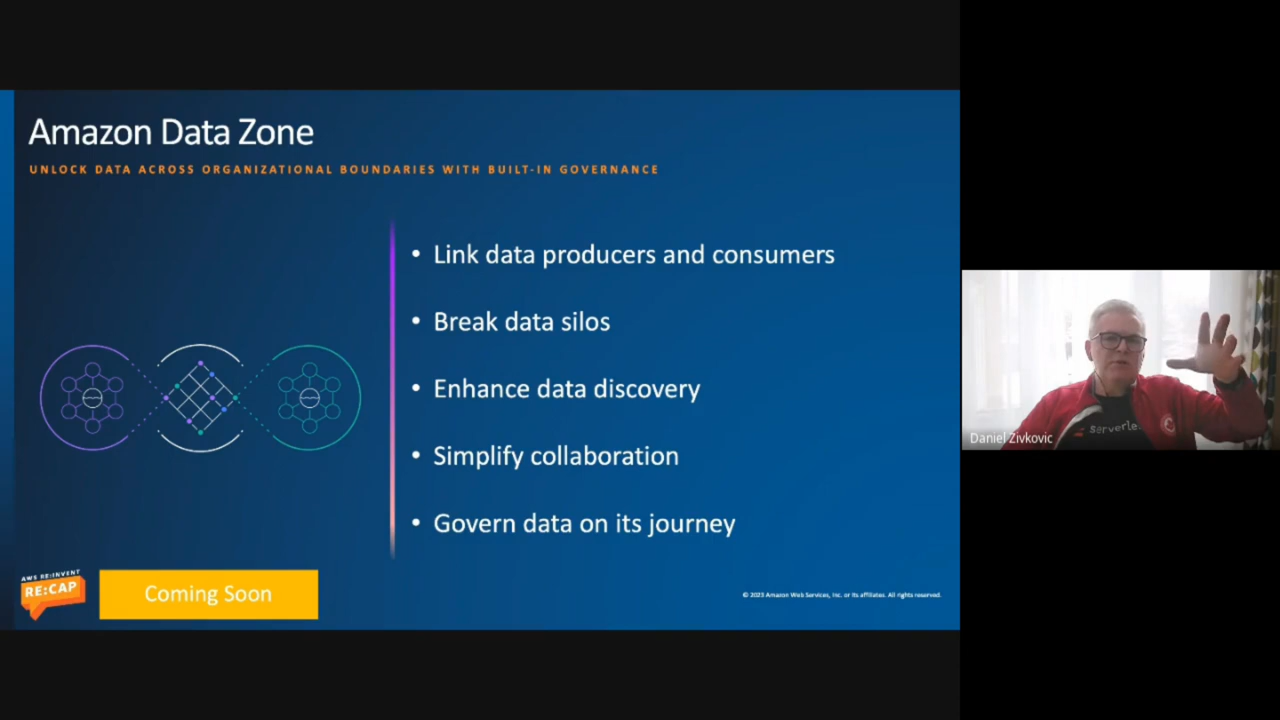 Amazon Data Zone
UNLOCK DATA ACROSS ORGANIZATIONAL BOUNDARIES WITH BUILT-IN GOVERNANCE
• Link data producers and consumers
• Break data silos
• Enhance data discovery
• Simplify collaboration
• Govern data on its journey
AWS RE:INVENT
RE:CAP
Coming Soon
© 2023 Amazon Web Services, Inc. or its affiliates. All rights reserved.
Daniel Zivkovic